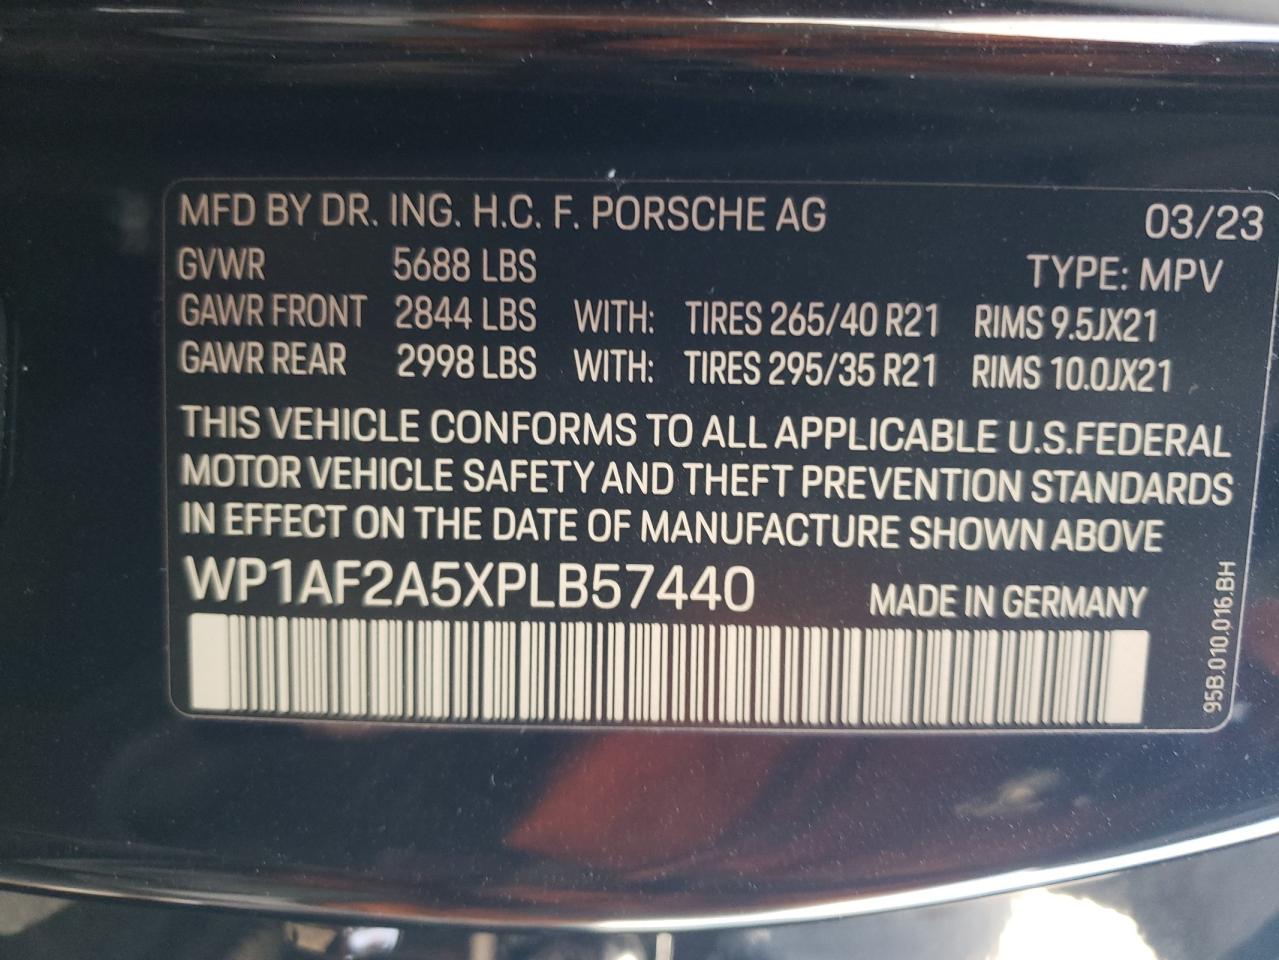 MFD BY DR. ING. H.C. F. PORSCHE AG 03/23
GVWR 5688 LBS TYPE: MPV
GAWR FRONT 2844 LBS WITH: TIRES 265/40 R21 RIMS 9.5JX21
GAWR REAR 2998 LBS WITH: TIRES 295/35 R21 RIMS 10.0JX21
THIS VEHICLE CONFORMS TO ALL APPLICABLE U.S.FEDERAL
MOTOR VEHICLE SAFETY AND THEFT PREVENTION STANDARDS
IN EFFECT ON THE DATE OF MANUFACTURE SHOWN ABOVE
WP1AF2A5XPLB57440 MADE IN GERMANY
95B.010.016.BH